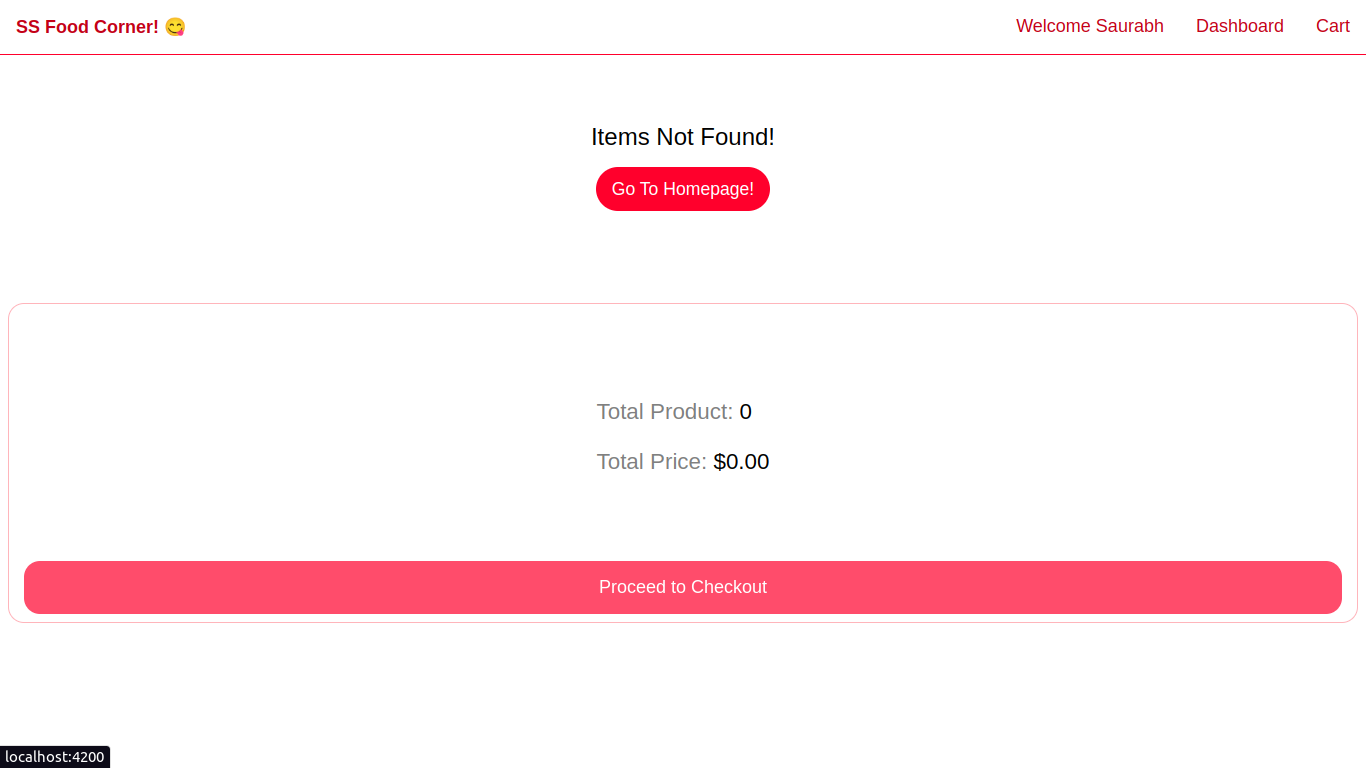 SS Food Corner! 😋 Welcome Saurabh Dashboard Cart
Items Not Found!
Go To Homepage!
Total Product: 0
Total Price: $0.00
Proceed to Checkout
localhost:4200